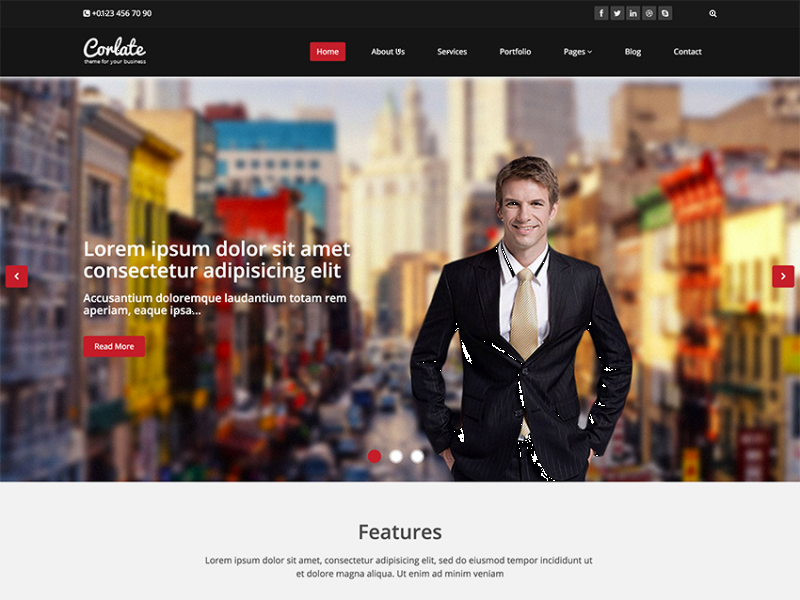 +0123 456 70 90
Corlate
theme for your business
Home
About Us
Services
Portfolio
Pages
Blog
Contact
Lorem ipsum dolor sit amet
consectetur adipisicing elit
Accusantium doloremque laudantium totam rem
aperiam, eaque ipsa...
Read More
Features
Lorem ipsum dolor sit amet, consectetur adipisicing elit, sed do eiusmod tempor incididunt ut
et dolore magna aliqua. Ut enim ad minim veniam